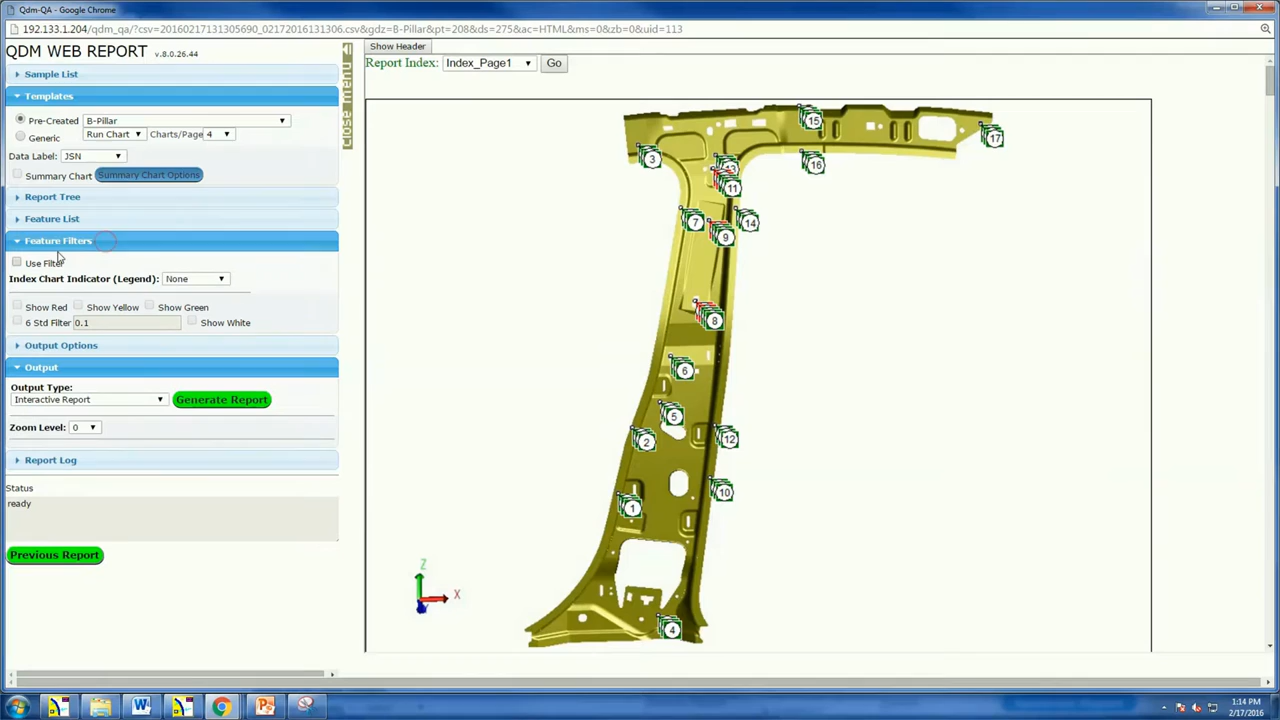 Qdm-QA - Google Chrome
192.133.1.204/qdm_qa/?csv=20160217131305690_02172016131306.csv&gdz=B-Pillar&pt=208&ds=275&ac=HTML&ms=0&zb=0&uid=113
QDM WEB REPORT v.8.0.26.44
Sample List
Templates
Pre-Created B-Pillar
Generic Run Chart Charts/Page 4
Data Label: JSN
Summary Chart Summary Chart Options
Report Tree
Feature List
Feature Filters
Use Filter
Index Chart Indicator (Legend): None
Show Red Show Yellow Show Green
6 Std Filter 0.1 Show White
Output Options
Output
Output Type:
Interactive Report Generate Report
Zoom Level: 0
Report Log
Status
ready
Previous Report
close menu
Show Header
Report Index: Index_Page1 Go
15
17
3
16
11
7
14
9
8
6
5
2
12
10
1
4
Z
X
1:14 PM
2/17/2016